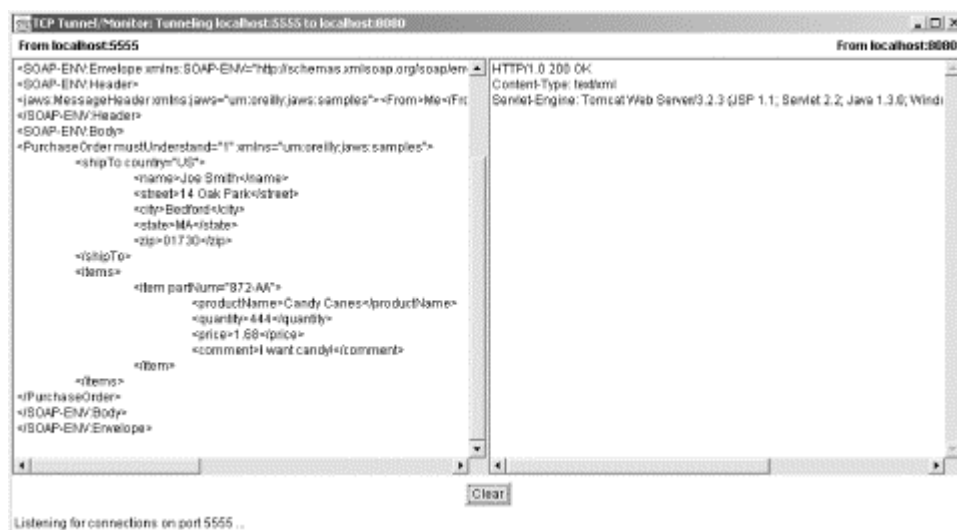 TCP Tunnel/Monitor: Tunneling localhost:5555 to localhost:8080
From localhost:5555
From localhost:8080
<SOAP-ENV:Envelope xmlns:SOAP-ENV="http://schemas.xmlsoap.org/soap/en
<SOAP-ENV:Header>
<jaws:MessageHeader xmlns:jaws="urn:oreilly:jaws:samples"><From>Me</Fr
</SOAP-ENV:Header>
<SOAP-ENV:Body>
<PurchaseOrder mustUnderstand="1" xmlns="urn:oreilly:jaws:samples">
<shipTo country="US">
<name>Joe Smith</name>
<street>14 Oak Park</street>
<city>Bedford</city>
<state>MA</state>
<zip>01730</zip>
</shipTo>
<items>
<item partNum="872-AA">
<productName>Candy Canes</productName>
<quantity>444</quantity>
<price>1.68</price>
<comment>I want candy!</comment>
</item>
</items>
</PurchaseOrder>
</SOAP-ENV:Body>
</SOAP-ENV:Envelope>
HTTP/1.0 200 OK
Content-Type: text/xml
Servlet-Engine: Tomcat Web Server/3.2.3 (JSP 1.1; Servlet 2.2; Java 1.3.0; Wind
Clear
Listening for connections on port 5555 ...